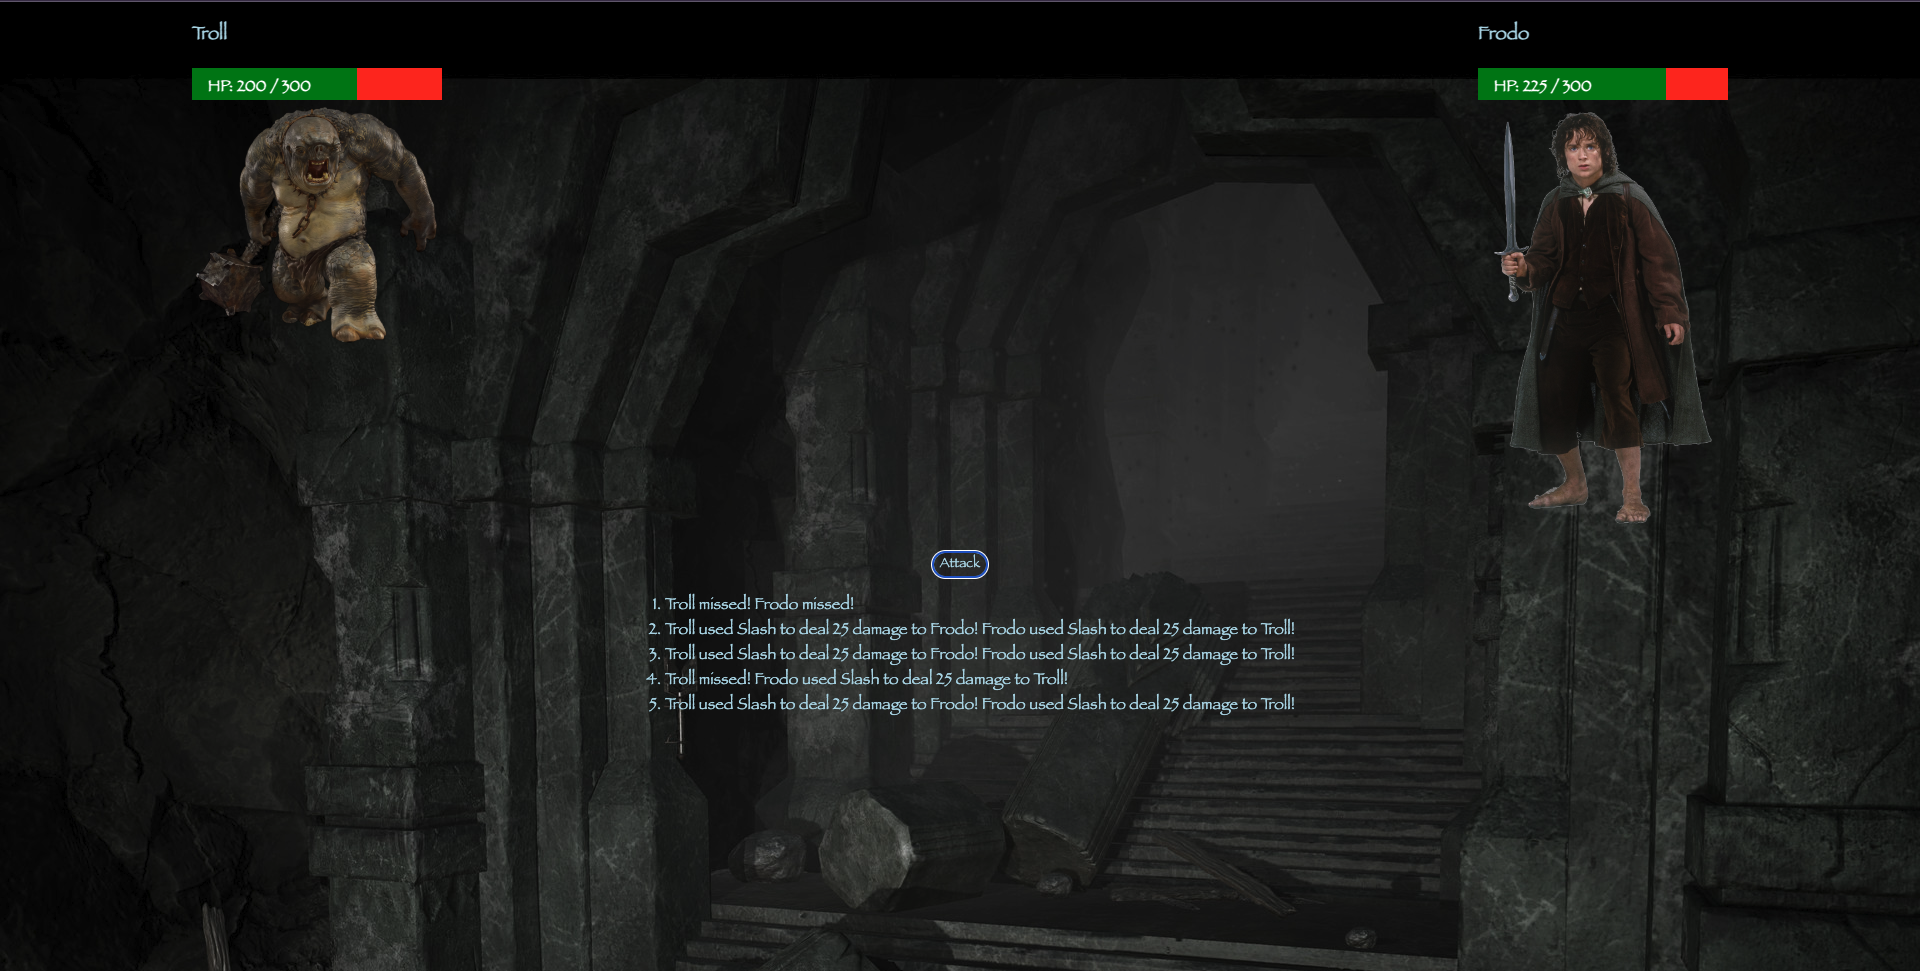 Troll
Frodo
HP: 200 / 300
HP: 225 / 300
Attack
1. Troll missed! Frodo missed!
2. Troll used Slash to deal 25 damage to Frodo! Frodo used Slash to deal 25 damage to Troll!
3. Troll used Slash to deal 25 damage to Frodo! Frodo used Slash to deal 25 damage to Troll!
4. Troll missed! Frodo used Slash to deal 25 damage to Troll!
5. Troll used Slash to deal 25 damage to Frodo! Frodo used Slash to deal 25 damage to Troll!